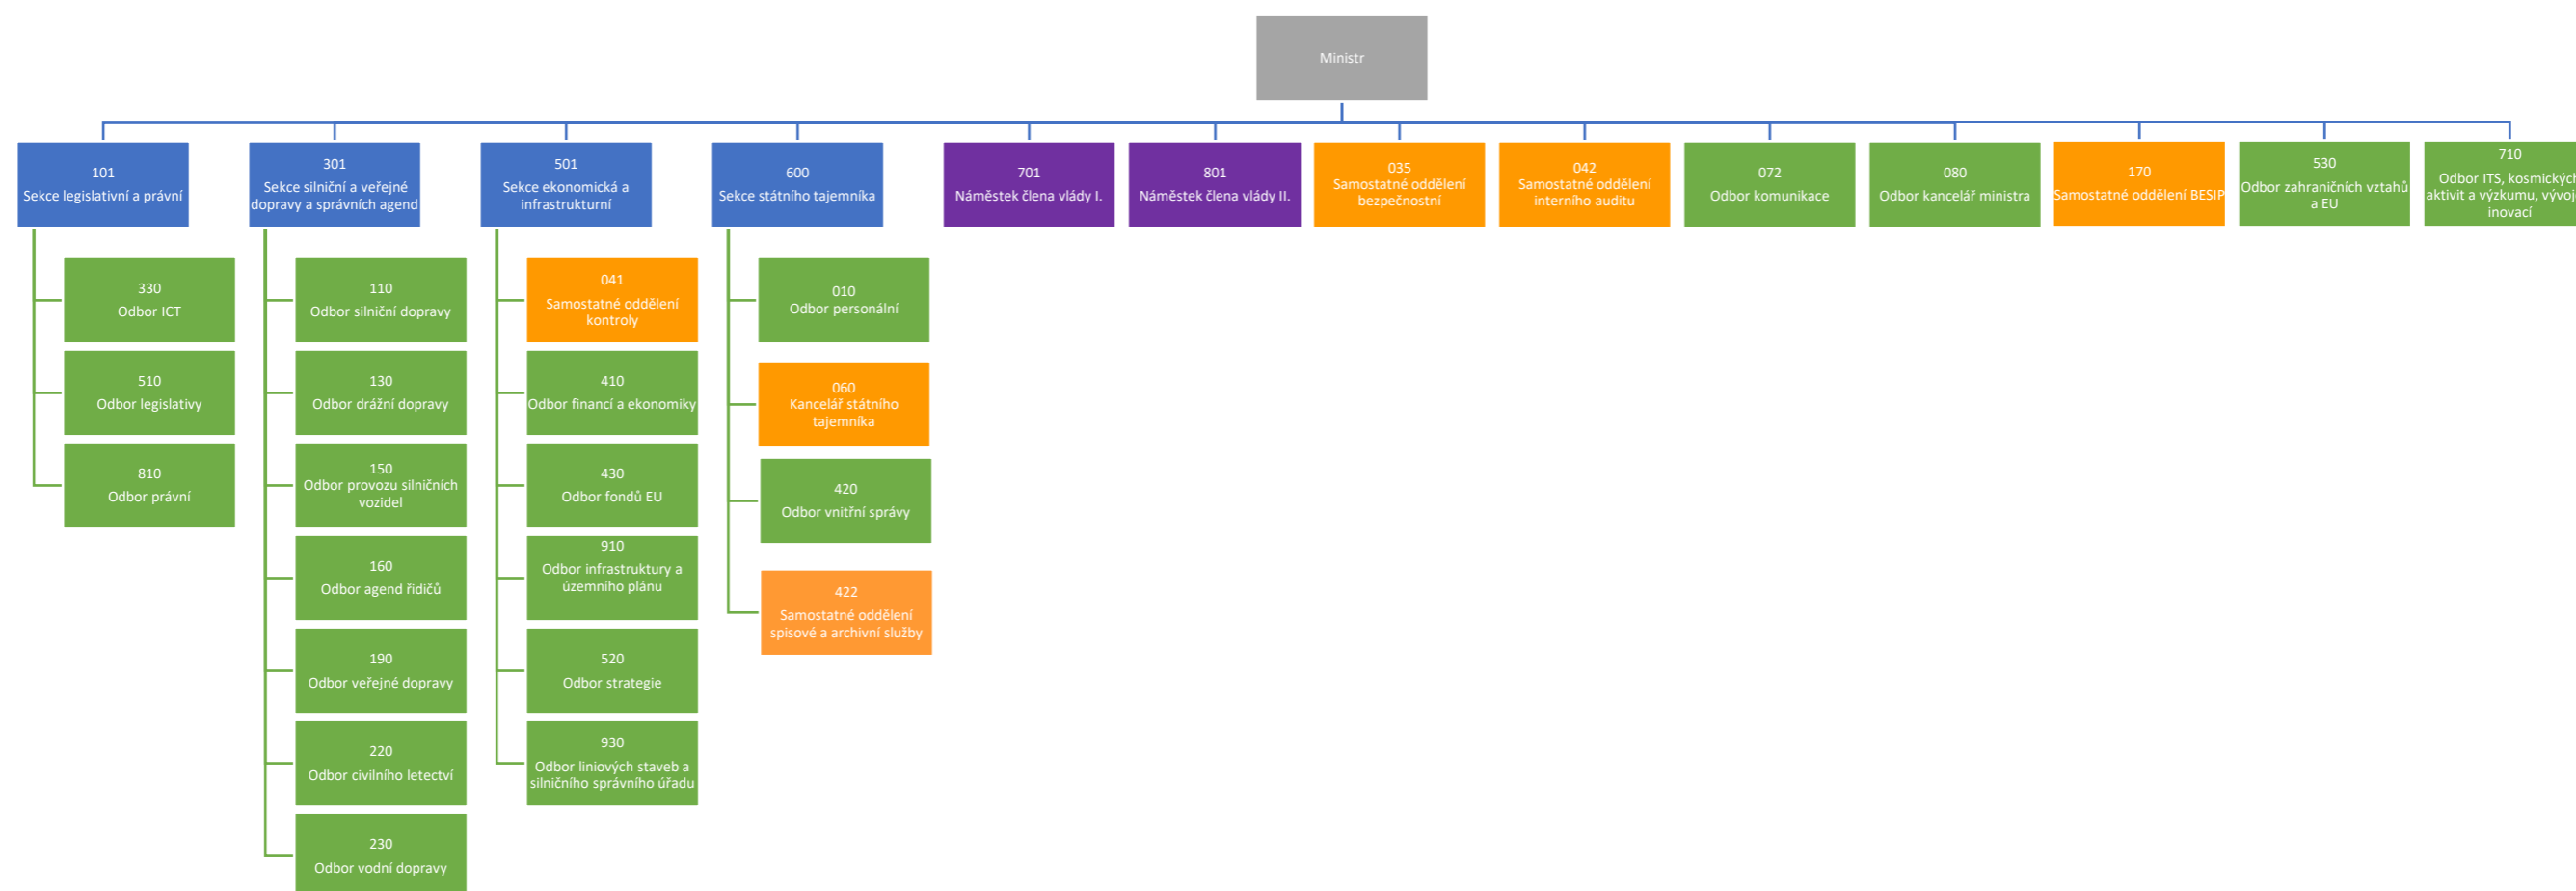 Ministr
101
Sekce legislativní a právní
301
Sekce silniční a veřejné
dopravy a správních agend
501
Sekce ekonomická a
infrastrukturní
600
Sekce státního tajemníka
701
Náměstek člena vlády I.
801
Náměstek člena vlády II.
035
Samostatné oddělení
bezpečnostní
042
Samostatné oddělení
interního auditu
072
Odbor komunikace
080
Odbor kancelář ministra
170
Samostatné oddělení BESIP
530
Odbor zahraničních vztahů
a EU
710
Odbor ITS, kosmických
aktivit a výzkumu, vývoje
inovací
330
Odbor ICT
510
Odbor legislativy
810
Odbor právní
110
Odbor silniční dopravy
130
Odbor drážní dopravy
150
Odbor provozu silničních
vozidel
160
Odbor agend řidičů
190
Odbor veřejné dopravy
220
Odbor civilního letectví
230
Odbor vodní dopravy
041
Samostatné oddělení
kontroly
410
Odbor financí a ekonomiky
430
Odbor fondů EU
910
Odbor infrastruktury a
územního plánu
520
Odbor strategie
930
Odbor liniových staveb a
silničního správního úřadu
010
Odbor personální
060
Kancelář státního
tajemníka
420
Odbor vnitřní správy
422
Samostatné oddělení
spisové a archivní služby